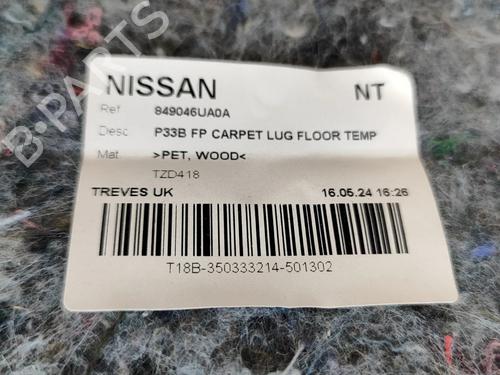 NISSAN NT
Ref 849046UA0A
Desc P33B FP CARPET LUG FLOOR TEMP
Mat >PET, WOOD<
TZD418
TREVES UK 16.05.24 16:26
T18B-350333214-501302
B-PARTS